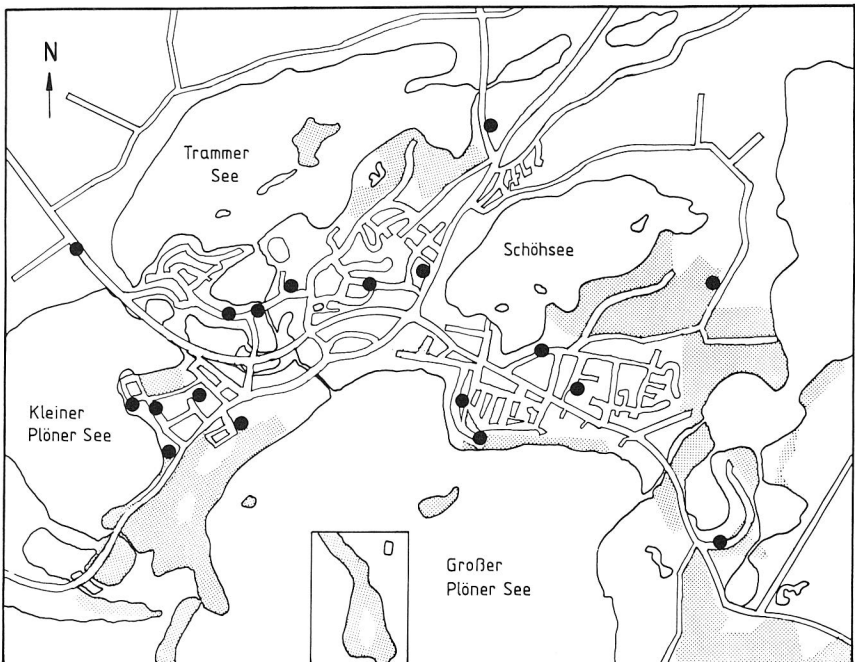 N
Trammer
See
Schöhsee
Kleiner
Plöner See
Großer
Plöner See